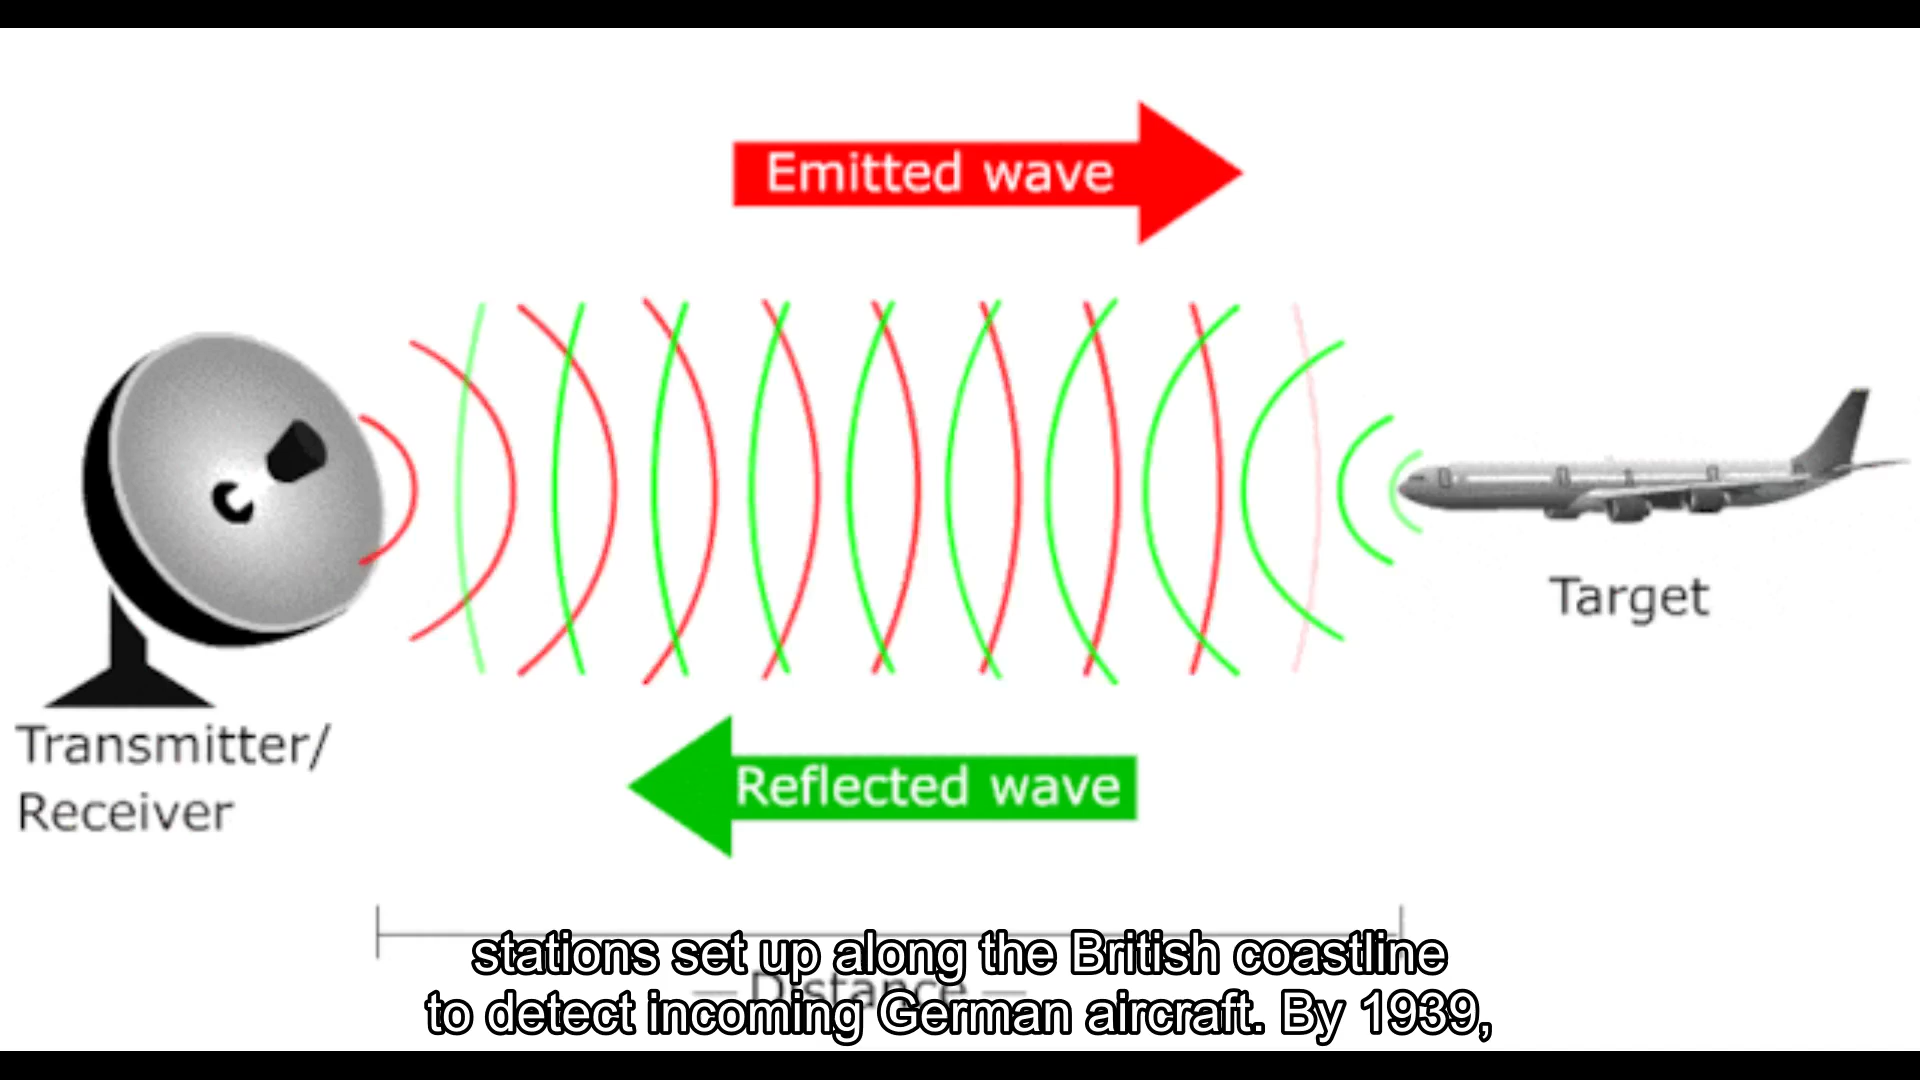 Emitted wave
Target
Transmitter/
Receiver
Reflected wave
Distance
stations set up along the British coastline
to detect incoming German aircraft. By 1939,